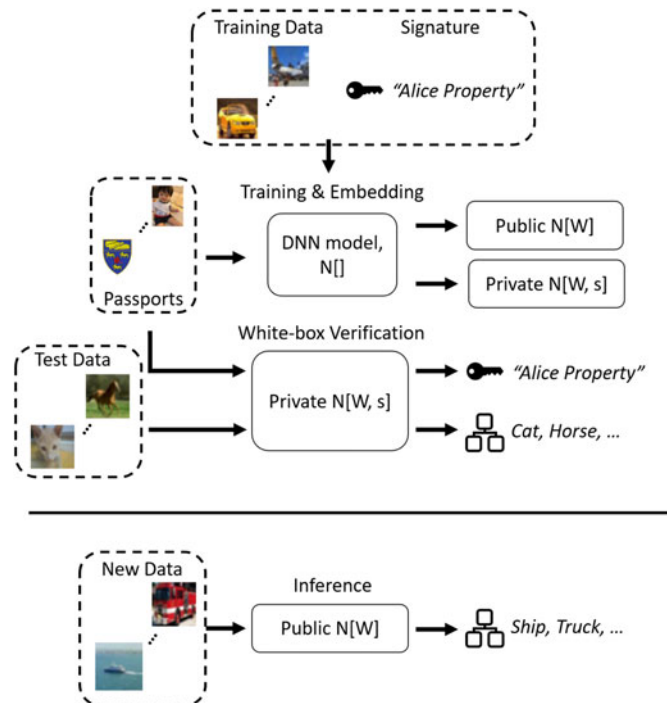 Training Data
Signature
"Alice Property"
Training & Embedding
DNN model,
N[]
Public N[W]
Private N[W, s]
Passports
White-box Verification
Test Data
Private N[W, s]
"Alice Property"
Cat, Horse, ...
New Data
Inference
Public N[W]
Ship, Truck, ...